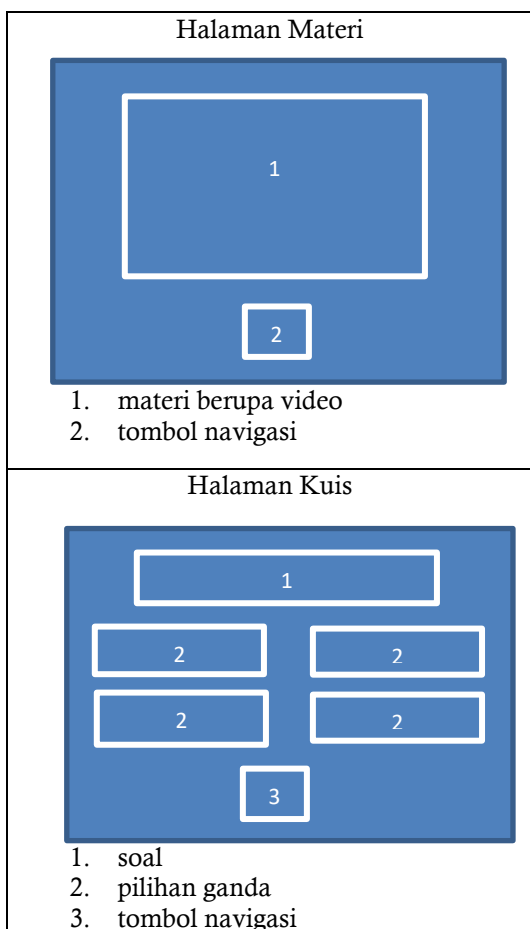 Halaman Materi
1
2
1. materi berupa video
2. tombol navigasi
Halaman Kuis
1
2 2
2 2
3
1. soal
2. pilihan ganda
3. tombol navigasi